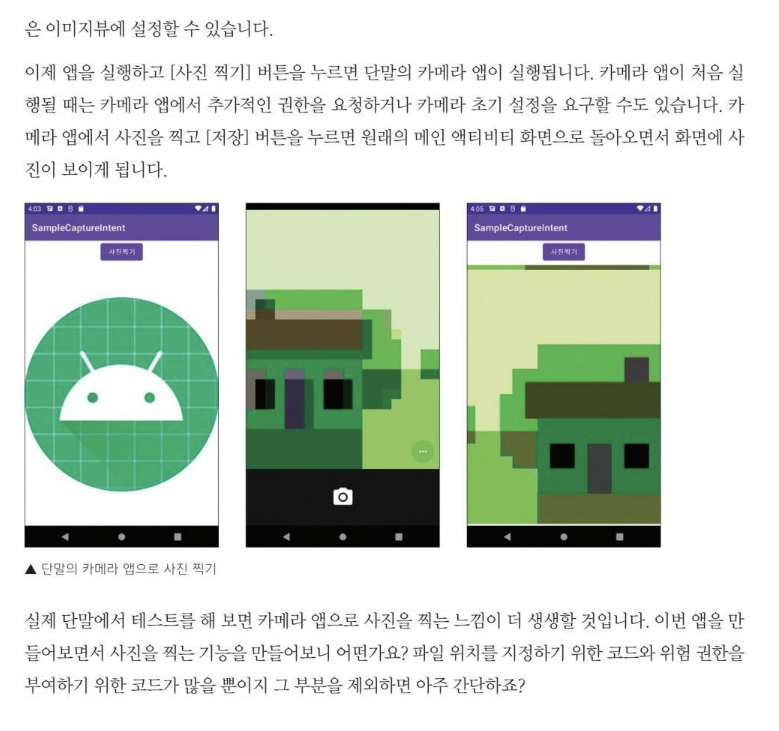 은 이미지뷰에 설정할 수 있습니다.
이제 앱을 실행하고 [사진 찍기] 버튼을 누르면 단말의 카메라 앱이 실행됩니다. 카메라 앱이 처음 실
행될 때는 카메라 앱에서 추가적인 권한을 요청하거나 카메라 초기 설정을 요구할 수도 있습니다. 카
메라 앱에서 사진을 찍고 [저장] 버튼을 누르면 원래의 메인 액티비티 화면으로 돌아오면서 화면에 사
진이 보이게 됩니다.
4:03
SampleCaptureIntent
사진찍기
4:05
SampleCaptureIntent
사진찍기
▲ 단말의 카메라 앱으로 사진 찍기
실제 단말에서 테스트를 해 보면 카메라 앱으로 사진을 찍는 느낌이 더 생생할 것입니다. 이번 앱을 만
들어보면서 사진을 찍는 기능을 만들어보니 어떤가요? 파일 위치를 지정하기 위한 코드와 위험 권한을
부여하기 위한 코드가 많을 뿐이지 그 부분을 제외하면 아주 간단하죠?